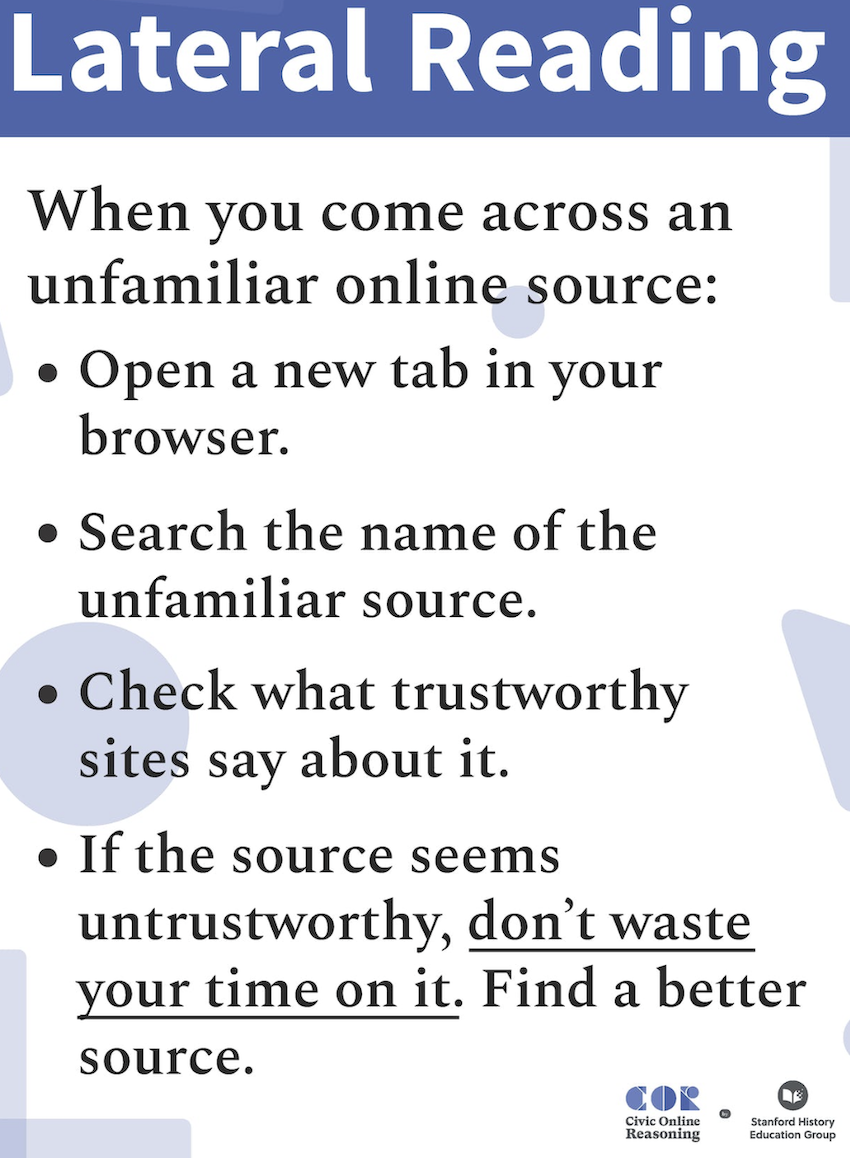 Lateral Reading
When you come across an
unfamiliar online source:
• Open a new tab in your
browser.
• Search the name of the
unfamiliar source.
• Check what trustworthy
sites say about it.
• If the source seems
untrustworthy, don’t waste
your time on it. Find a better
source.
COR
Civic Online
Reasoning
by
Stanford History
Education Group